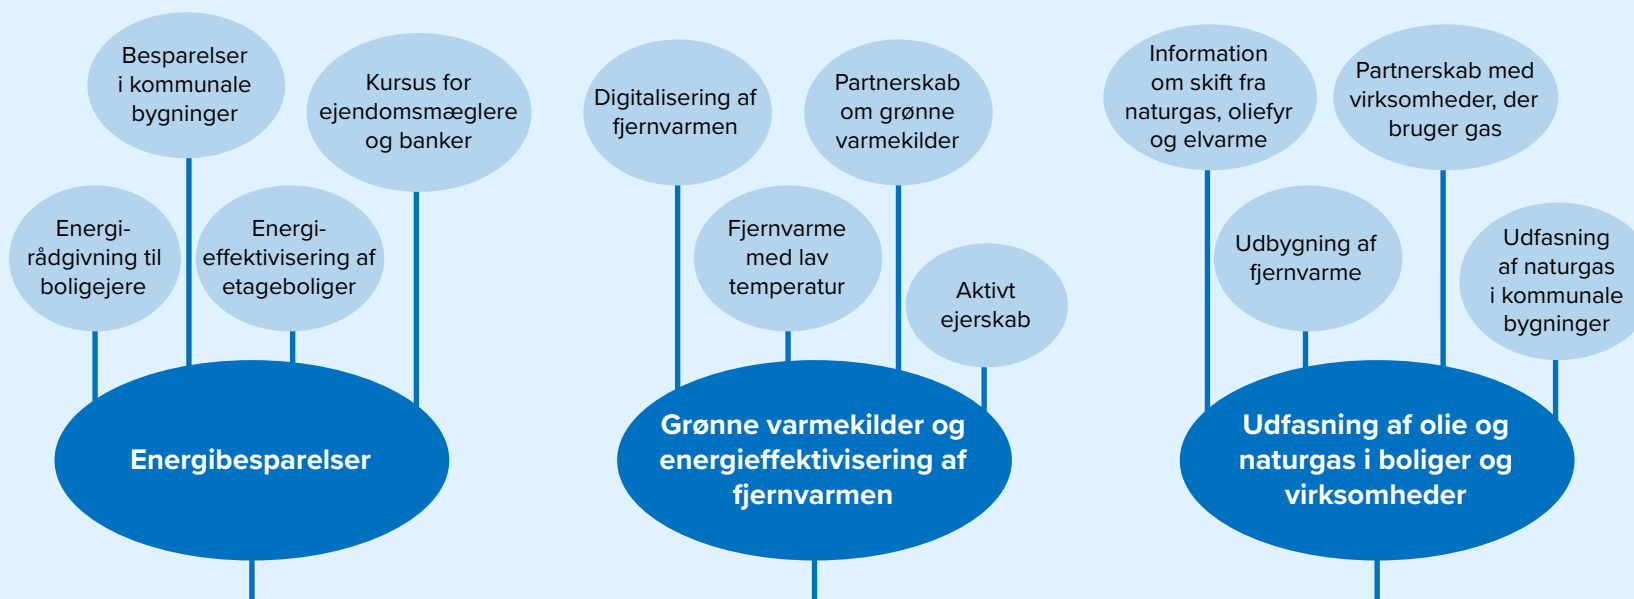 Besparelser
i kommunale
bygninger
Kursus for
ejendomsmæglere
og banker
Energi-
rådgivning til
boligejere
Energi-
effektivisering af
etageboliger
Energibesparelser
Digitalisering af
fjernvarmen
Partnerskab
om grønne
varmekilder
Fjernvarme
med lav
temperatur
Aktivt
ejerskab
Grønne varmekilder og
energieffektivisering af
fjernvarmen
Information
om skift fra
naturgas, oliefyr
og elvarme
Partnerskab med
virksomheder, der
bruger gas
Udbygning af
fjernvarme
Udfasning
af naturgas
i kommunale
bygninger
Udfasning af olie og
naturgas i boliger og
virksomheder